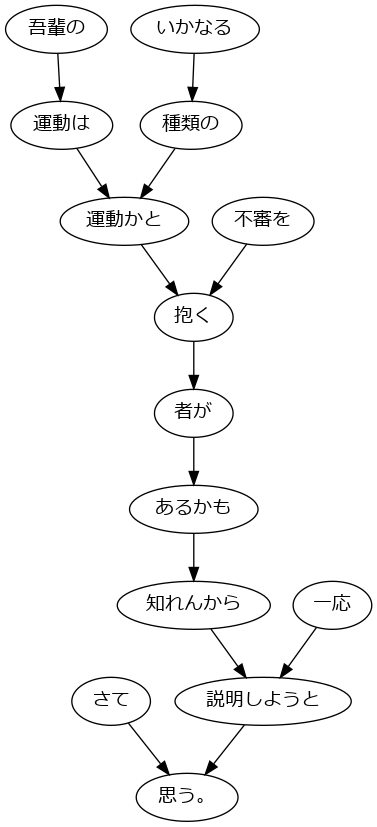 吾輩の
いかなる
運動は
種類の
運動かと
不審を
抱く
者が
あるかも
知れんから
一応
さて
説明しようと
思う。